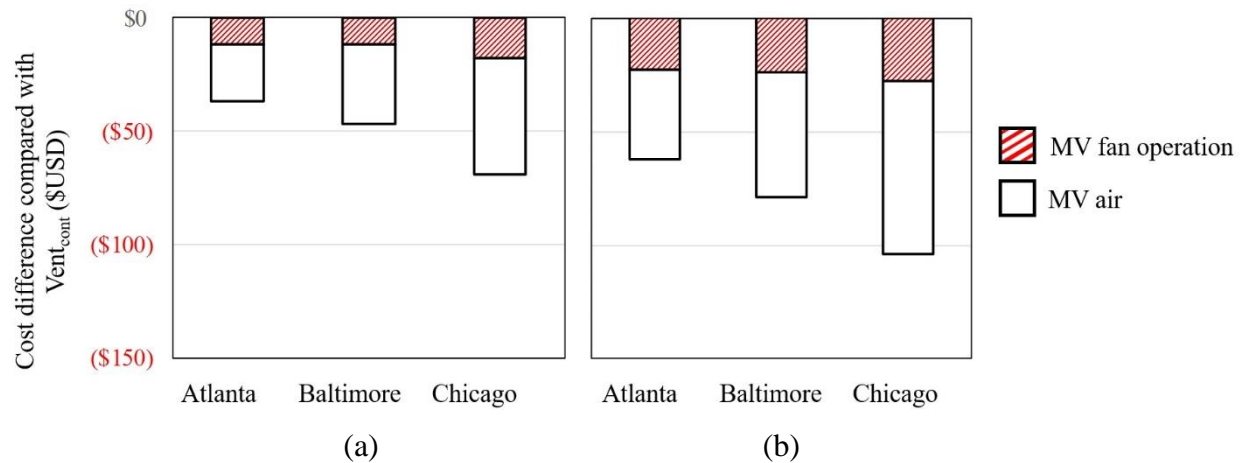 Cost difference compared with
Vent_cont ($USD)
$0
($50)
($100)
($150)
Atlanta Baltimore Chicago
(a)
Atlanta Baltimore Chicago
(b)
MV fan operation
MV air